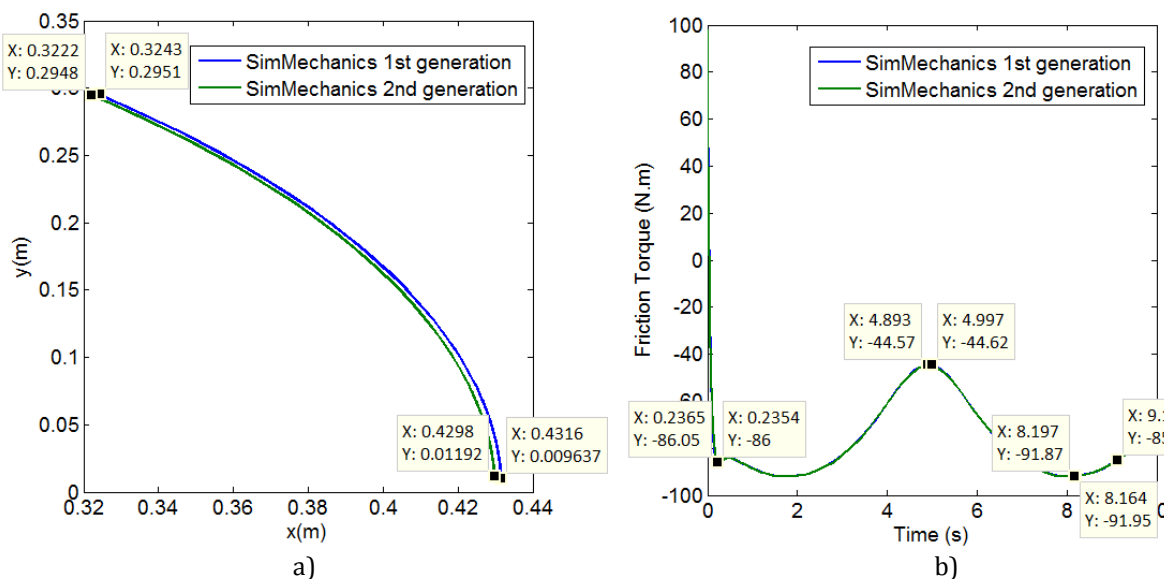 0.35
X: 0.3222
Y: 0.2948
X: 0.3243
Y: 0.2951
SimMechanics 1st generation
SimMechanics 2nd generation
0.25
0.2
0.15
0.1
0.05
0
y(m)
X: 0.4298
Y: 0.01192
X: 0.4316
Y: 0.009637
0.32
0.34
0.36
0.38
0.4
0.42
0.44
x(m)
a)
100
80
60
40
20
0
-20
-40
-100
Friction Torque (N.m)
SimMechanics 1st generation
SimMechanics 2nd generation
X: 4.893
Y: -44.57
X: 4.997
Y: -44.62
X: 0.2365
Y: -86.05
X: 0.2354
Y: -86
X: 8.197
Y: -91.87
X: 8.164
Y: -91.95
0
2
4
6
Time (s)
b)